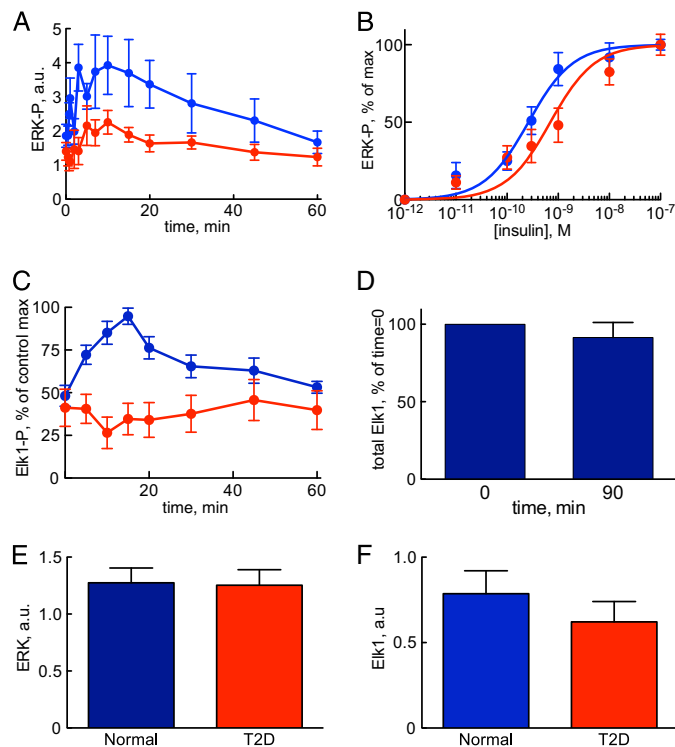 A
ERK-P, a.u.
5
4
3
2
1
0
0 20 40 60
time, min
B
ERK-P, % of max
100
50
0
10-12 10-11 10-10 10-9 10-8 10-7
[insulin], M
C
Elk1-P, % of control max
100
75
50
25
0
20 40 60
time, min
D
total Elk1, % of time=0
100
50
0 90
time, min
E
ERK, a.u.
1.5
1.0
0.5
0.0
Normal T2D
F
Elk1, a.u
1.0
0.5
0.0
Normal T2D